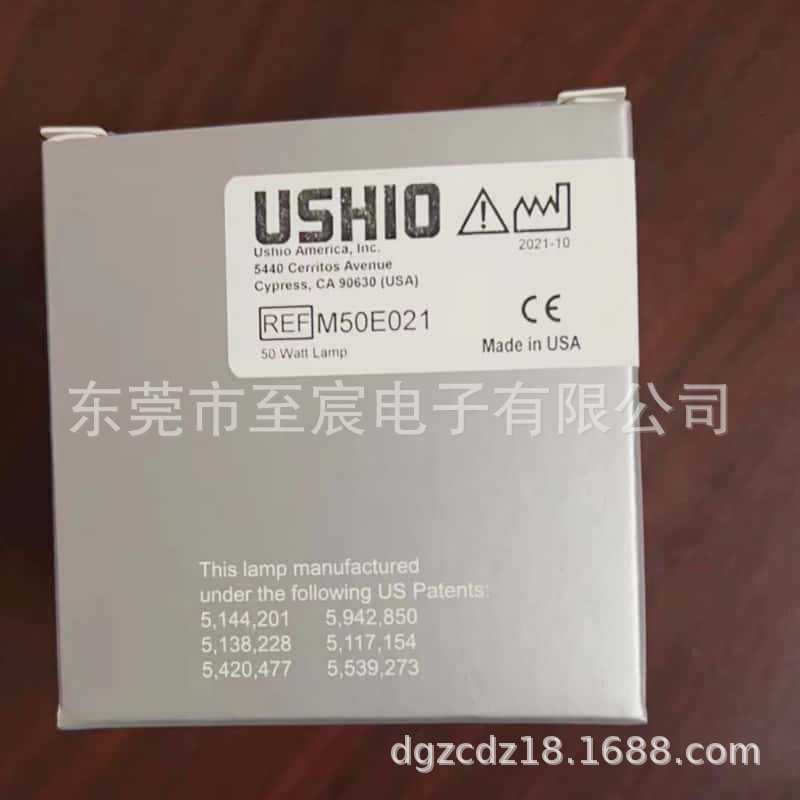 USHIO
Ushio America, Inc.
5440 Cerritos Avenue
Cypress, CA 90630 (USA)
2021-10
REF M50E021
50 Watt Lamp
CE
Made in USA
东莞市至宸电子有限公司
This lamp manufactured
under the following US Patents:
5,144,201 5,942,850
5,138,228 5,117,154
5,420,477 5,539,273
dgzcdz18.1688.com